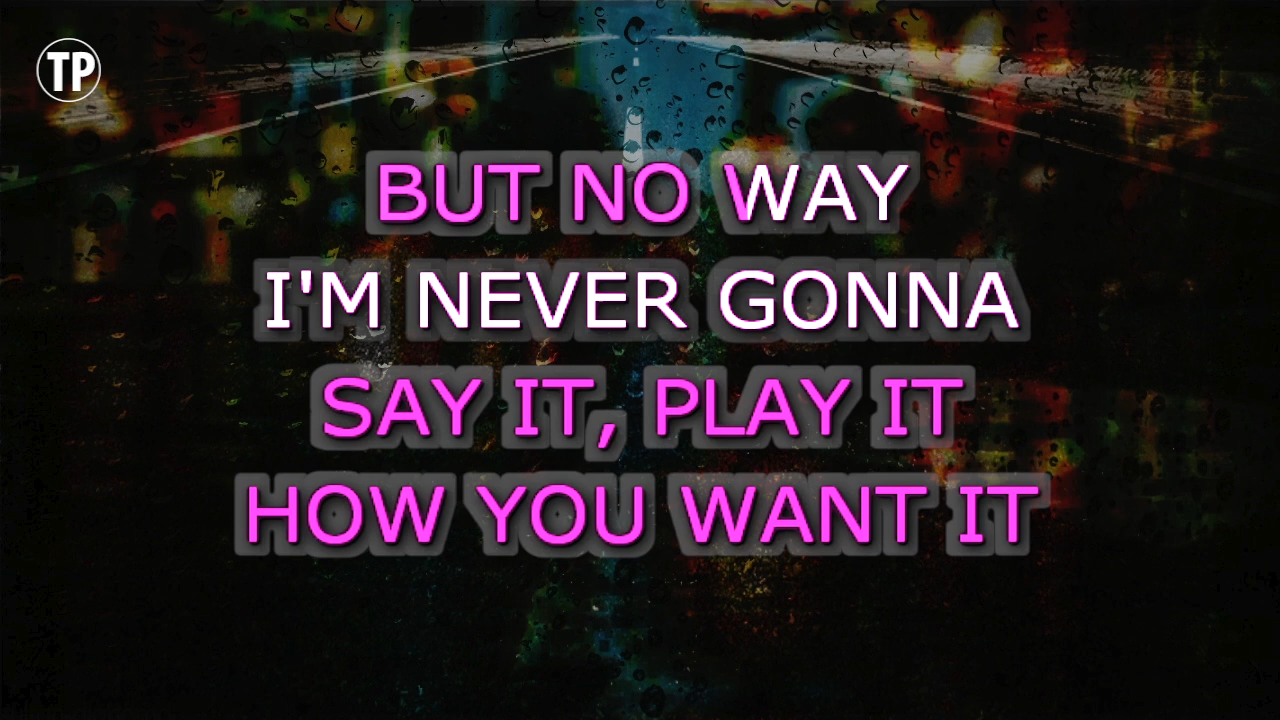 TP
BUT NO WAY
I'M NEVER GONNA
SAY IT, PLAY IT
HOW YOU WANT IT